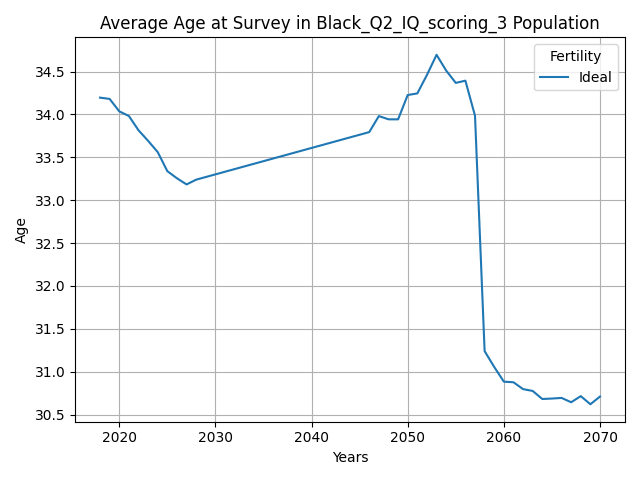 Average Age at Survey in Black_Q2_IQ_scoring_3 Population
Fertility
Ideal
34.5
34.0
33.5
33.0
32.5
32.0
31.5
31.0
30.5
Age
2020 2030 2040 2050 2060 2070
Years